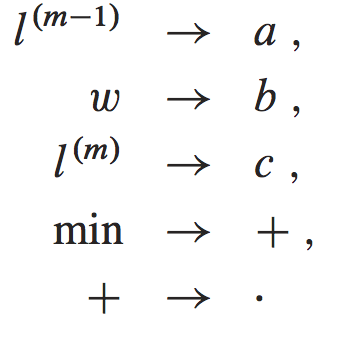 l^{(m−1)} → a ,
w → b ,
l^{(m)} → c ,
min → + ,
+ → ·